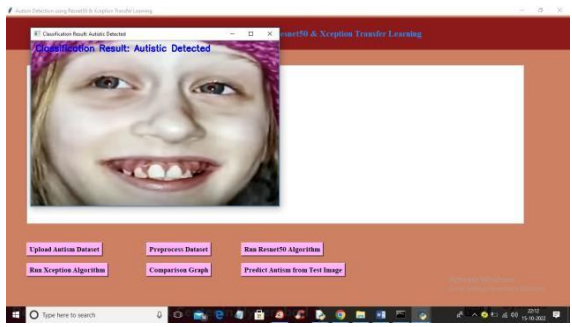 Autism Detection using Resnet50 & Xception Transfer Learning
Classification Result: Autistic Detected
esnet50 & Xception Transfer Learning
Classification Result: Autistic Detected
Upload Autism Dataset
Preprocess Dataset
Run Resnet50 Algorithm
Run Xception Algorithm
Comparison Graph
Predict Autism from Test Image
Type here to search
22:12
15-10-2022